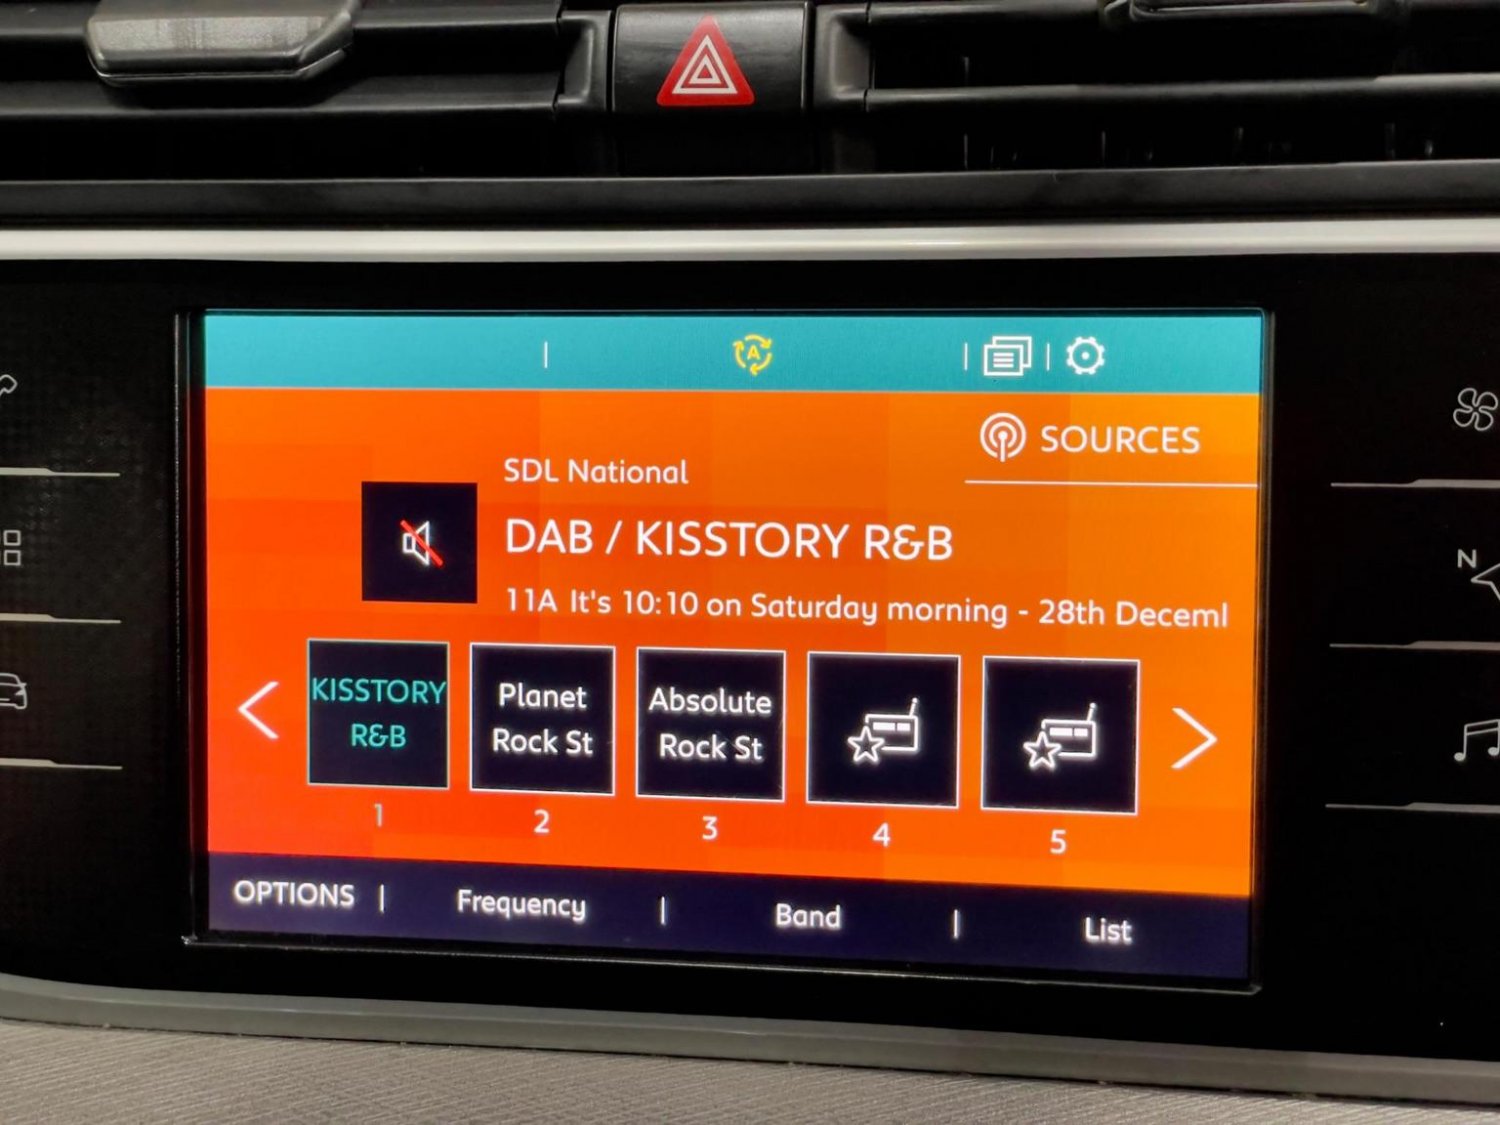 A
SOURCES
SDL National
DAB / KISSTORY R&B
11A It's 10:10 on Saturday morning - 28th Deceml
N
KISSTORY
R&B
Planet
Rock St
Absolute
Rock St
1
2
3
4
5
OPTIONS
Frequency
Band
List